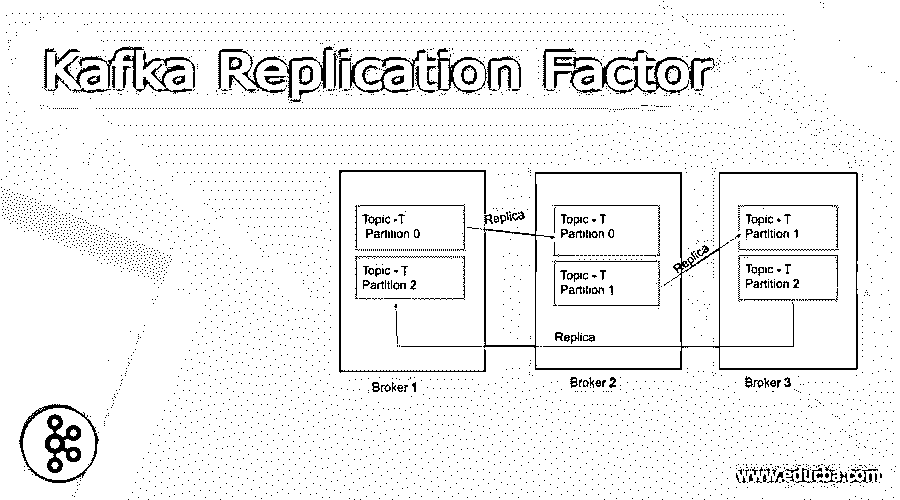 Kafka Replication Factor
Topic - T
Partition 0
Topic - T
Partition 2
Broker 1
Replica
Topic - T
Partition 0
Topic - T
Partition 1
Replica
Broker 2
Replica
Topic - T
Partition 1
Topic - T
Partition 2
Broker 3
www.educba.com